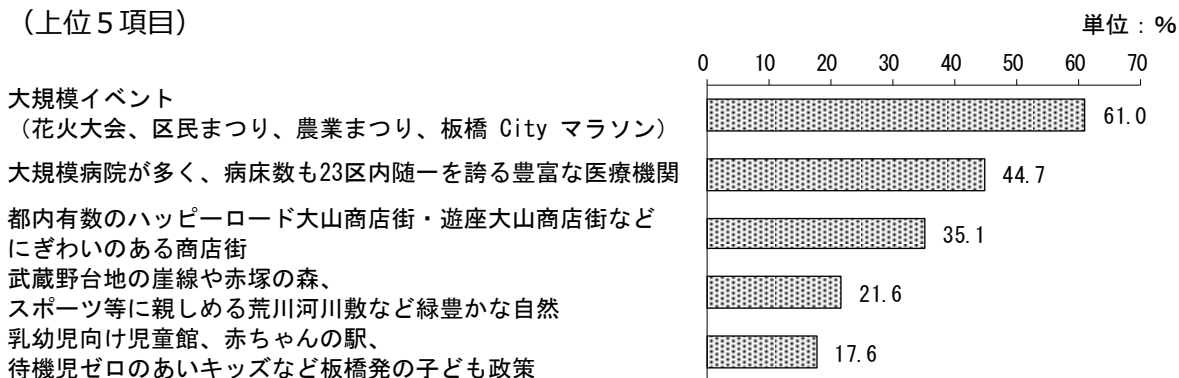 （上位５項目）
単位：％
0 10 20 30 40 50 60 70
大規模イベント
（花火大会、区民まつり、農業まつり、板橋 City マラソン）
61.0
大規模病院が多く、病床数も23区内随一を誇る豊富な医療機関
44.7
都内有数のハッピーロード大山商店街・遊座大山商店街など
にぎわいのある商店街
35.1
武蔵野台地の崖線や赤塚の森、
スポーツ等に親しめる荒川河川敷など緑豊かな自然
21.6
乳幼児向け児童館、赤ちゃんの駅、
待機児ゼロのあいキッズなど板橋発の子ども政策
17.6